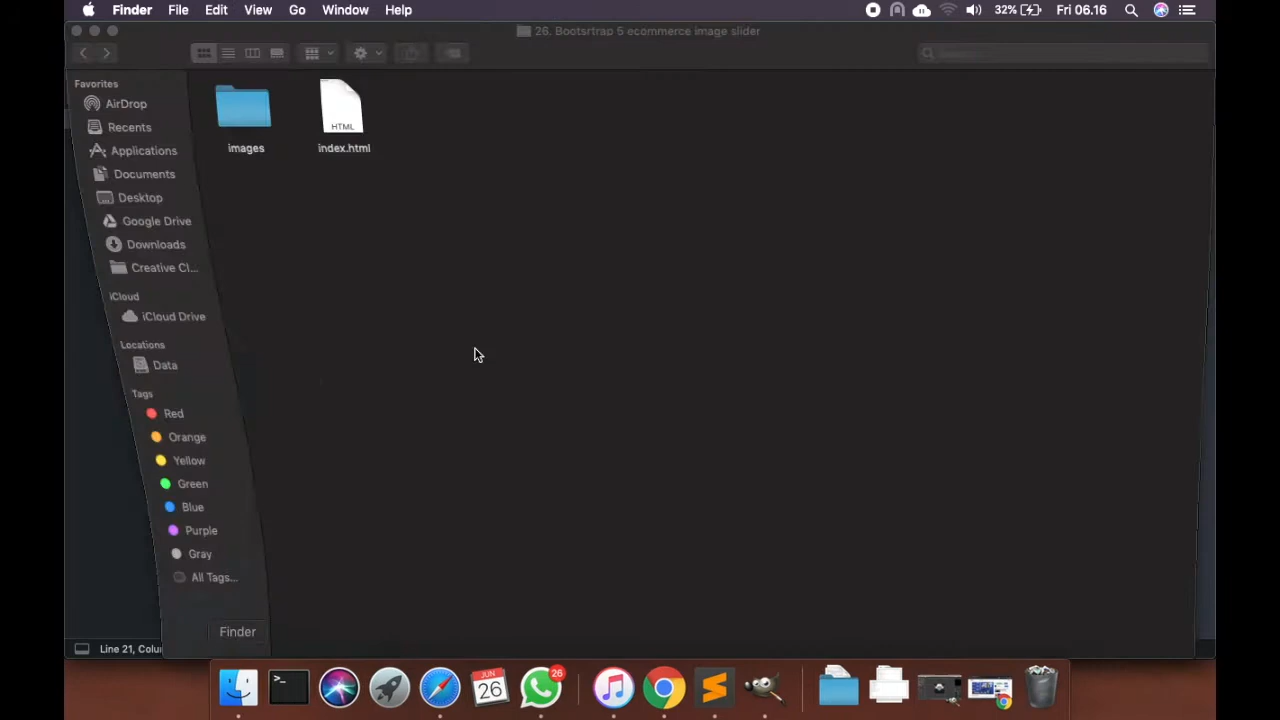 Finder File Edit View Go Window Help 32% Fri 06.16
26. Bootsrtrap 5 ecommerce image slider
Favorites
AirDrop
Recents
Applications
Documents
Desktop
Google Drive
Downloads
Creative Cl...
iCloud
iCloud Drive
Locations
Data
Tags
Red
Orange
Yellow
Green
Blue
Purple
Gray
All Tags...
HTML
images index.html
Finder
Line 21, Colu
JUN
26
26